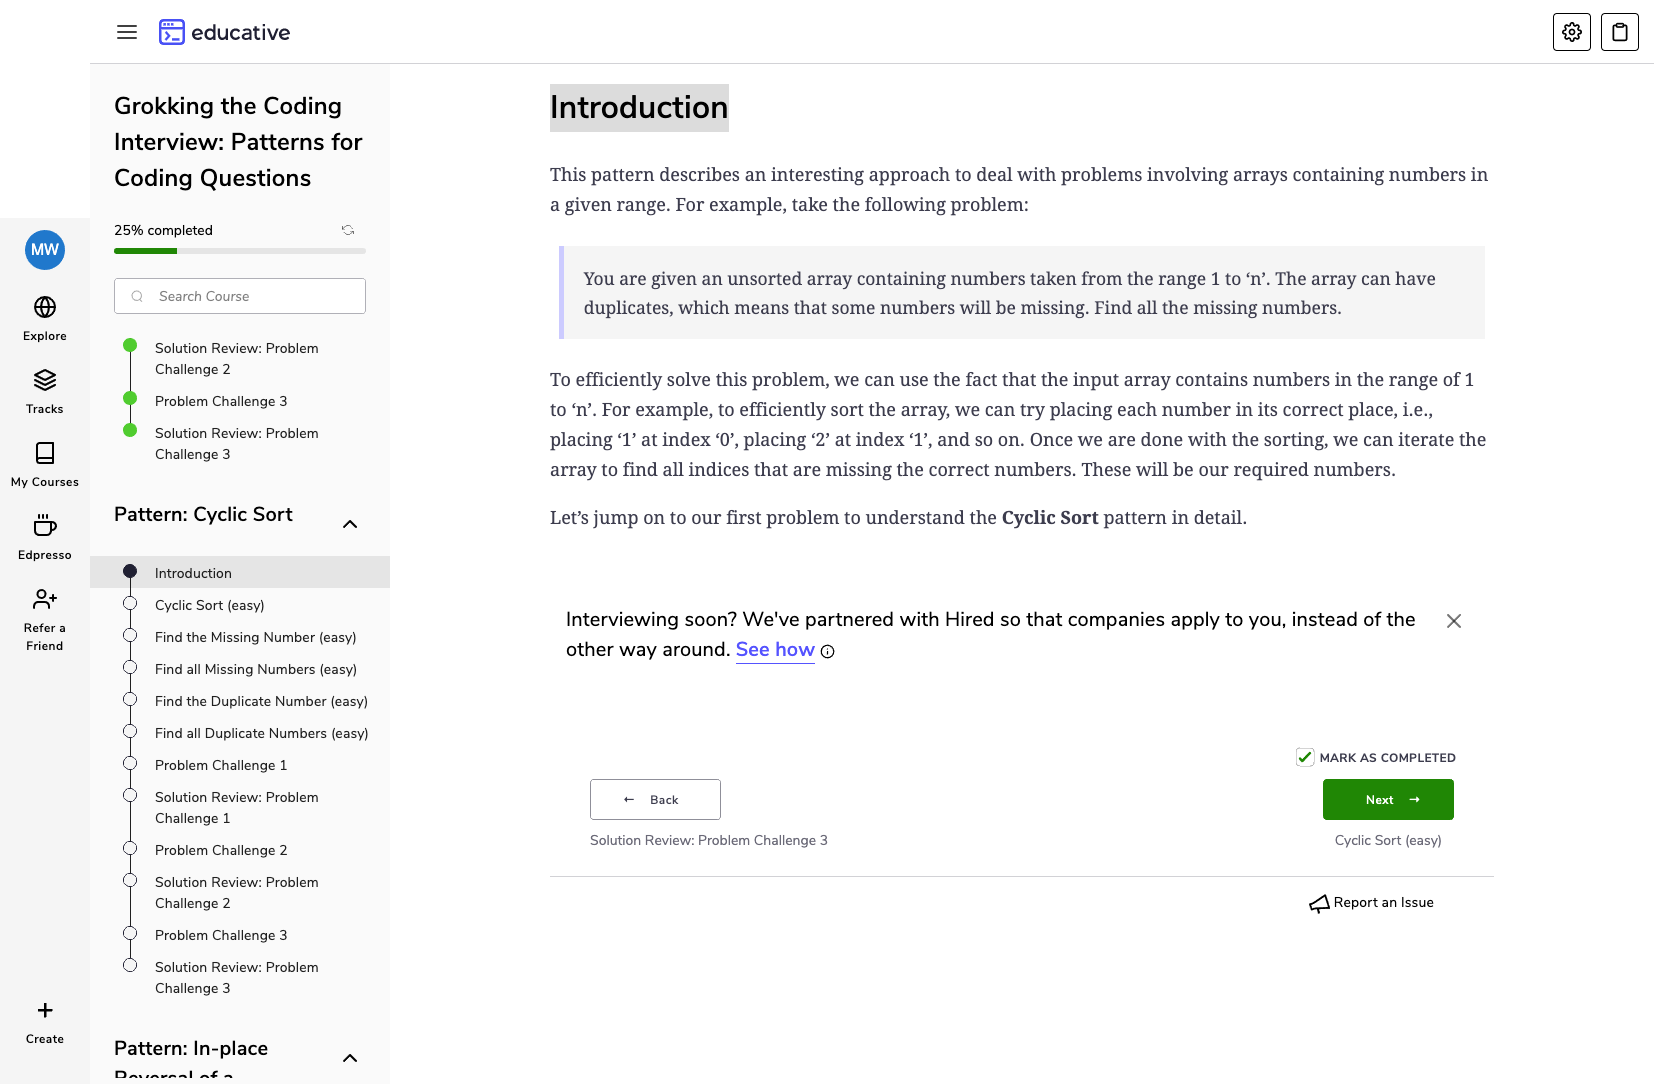 educative
Grokking the Coding
Interview: Patterns for
Coding Questions
25% completed
Search Course
Solution Review: Problem
Challenge 2
Problem Challenge 3
Solution Review: Problem
Challenge 3
Pattern: Cyclic Sort
Introduction
Cyclic Sort (easy)
Find the Missing Number (easy)
Find all Missing Numbers (easy)
Find the Duplicate Number (easy)
Find all Duplicate Numbers (easy)
Problem Challenge 1
Solution Review: Problem
Challenge 1
Problem Challenge 2
Solution Review: Problem
Challenge 2
Problem Challenge 3
Solution Review: Problem
Challenge 3
Pattern: In-place
Reversal of a
MW
Explore
Tracks
My Courses
Edpresso
Refer a
Friend
Create
Introduction
This pattern describes an interesting approach to deal with problems involving arrays containing numbers in
a given range. For example, take the following problem:
You are given an unsorted array containing numbers taken from the range 1 to ‘n’. The array can have
duplicates, which means that some numbers will be missing. Find all the missing numbers.
To efficiently solve this problem, we can use the fact that the input array contains numbers in the range of 1
to ‘n’. For example, to efficiently sort the array, we can try placing each number in its correct place, i.e.,
placing ‘1’ at index ‘0’, placing ‘2’ at index ‘1’, and so on. Once we are done with the sorting, we can iterate the
array to find all indices that are missing the correct numbers. These will be our required numbers.
Let’s jump on to our first problem to understand the Cyclic Sort pattern in detail.
Interviewing soon? We've partnered with Hired so that companies apply to you, instead of the
other way around. See how
MARK AS COMPLETED
← Back
Next →
Solution Review: Problem Challenge 3
Cyclic Sort (easy)
Report an Issue